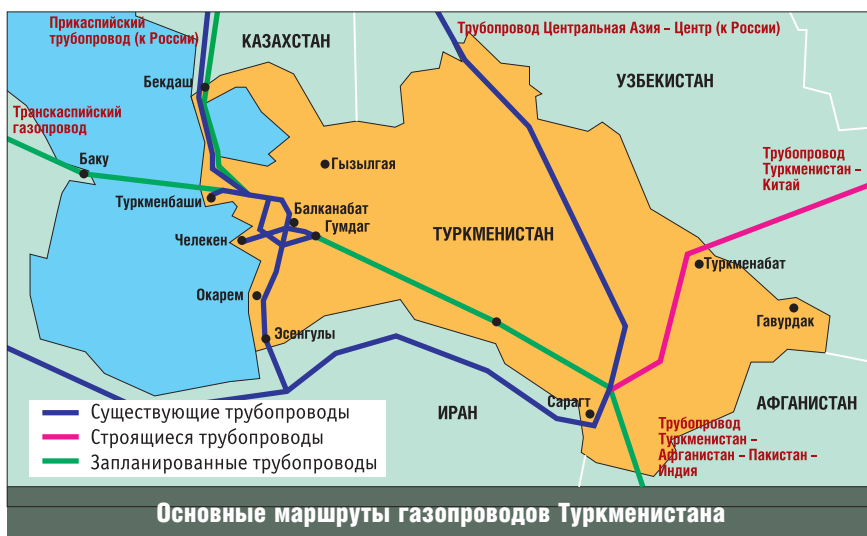 Прикаспийский
трубопровод (к России)
КАЗАХСТАН
Трубопровод Центральная Азия – Центр (к России)
УЗБЕКИСТАН
Бекдаш
Транскаспийский
газопровод
Баку
Гызылгая
Трубопровод
Туркменистан –
Китай
Туркменбаши
Балканабат
Гумдаг
Челекен
ТУРКМЕНИСТАН
Туркменабат
Окарем
Гавурдак
Эсенгулы
Сарагт
ИРАН
АФГАНИСТАН
Трубопровод
Туркменистан –
Афганистан – Пакистан –
Индия
Существующие трубопроводы
Строящиеся трубопроводы
Запланированные трубопроводы
Основные маршруты газопроводов Туркменистана